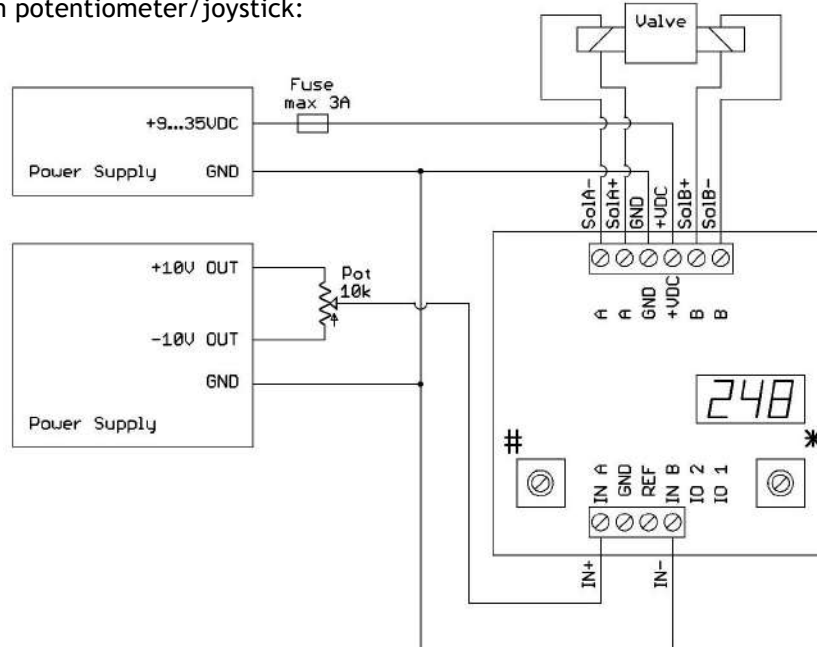 potentiometer/joystick:
Valve
Fuse
max 3A
+9...35VDC
Power Supply GND
SolA-
SolA+
GND
+VDC
SolB+
SolB-
+10V OUT
Pot
10k
A
A
GND
+VDC
B
B
-10V OUT
GND
248
Power Supply
# *
IN A
GND
REF
IN B
IO 2
IO 1
IN+
IN-